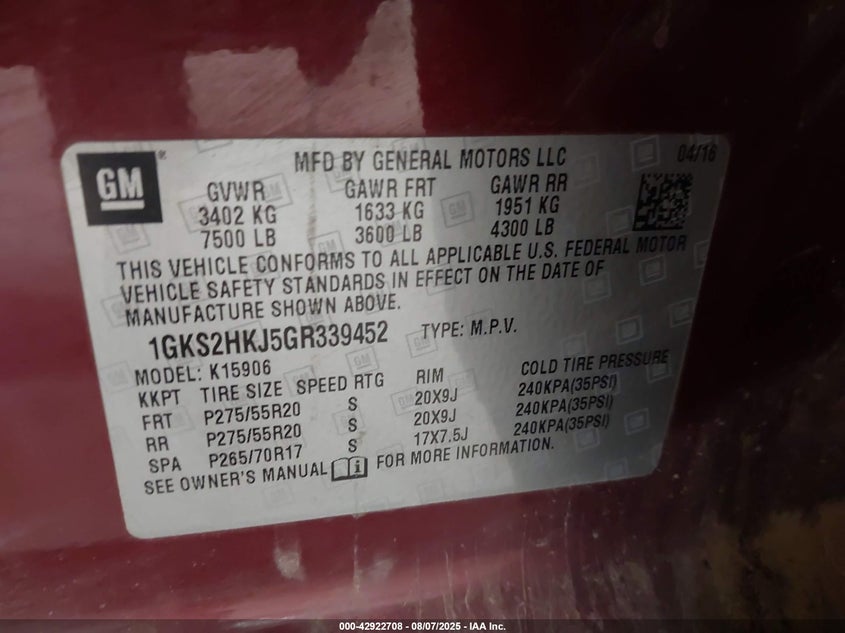 GM
MFD BY GENERAL MOTORS LLC 04/16
GVWR GAWR FRT GAWR RR
3402 KG 1633 KG 1951 KG
7500 LB 3600 LB 4300 LB
THIS VEHICLE CONFORMS TO ALL APPLICABLE U.S. FEDERAL MOTOR
VEHICLE SAFETY STANDARDS IN EFFECT ON THE DATE OF
MANUFACTURE SHOWN ABOVE.
1GKS2HKJ5GR339452 TYPE: M.P.V.
MODEL: K15906
KKPT TIRE SIZE SPEED RTG RIM COLD TIRE PRESSURE
FRT P275/55R20 S 20X9J 240KPA(35PSI)
RR P275/55R20 S 20X9J 240KPA(35PSI)
SPA P265/70R17 S 17X7.5J 240KPA(35PSI)
SEE OWNER'S MANUAL FOR MORE INFORMATION.
000-42922708 - 08/07/2025 - IAA Inc.